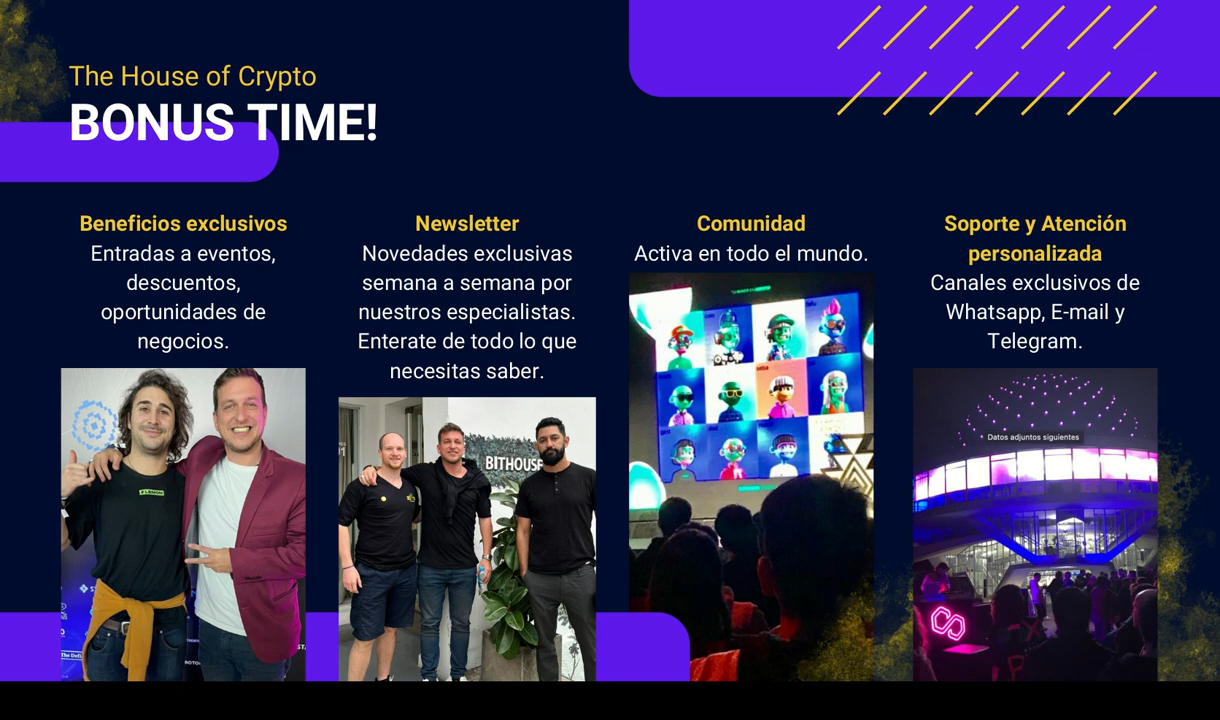 The House of Crypto
BONUS TIME!
Beneficios exclusivos
Entradas a eventos,
descuentos,
oportunidades de
negocios.
Newsletter
Novedades exclusivas
semana a semana por
nuestros especialistas.
Enterate de todo lo que
necesitas saber.
Comunidad
Activa en todo el mundo.
Soporte y Atención
personalizada
Canales exclusivos de
Whatsapp, E-mail y
Telegram.
LEMON
BITHOUSE
Datos adjuntos siguientes